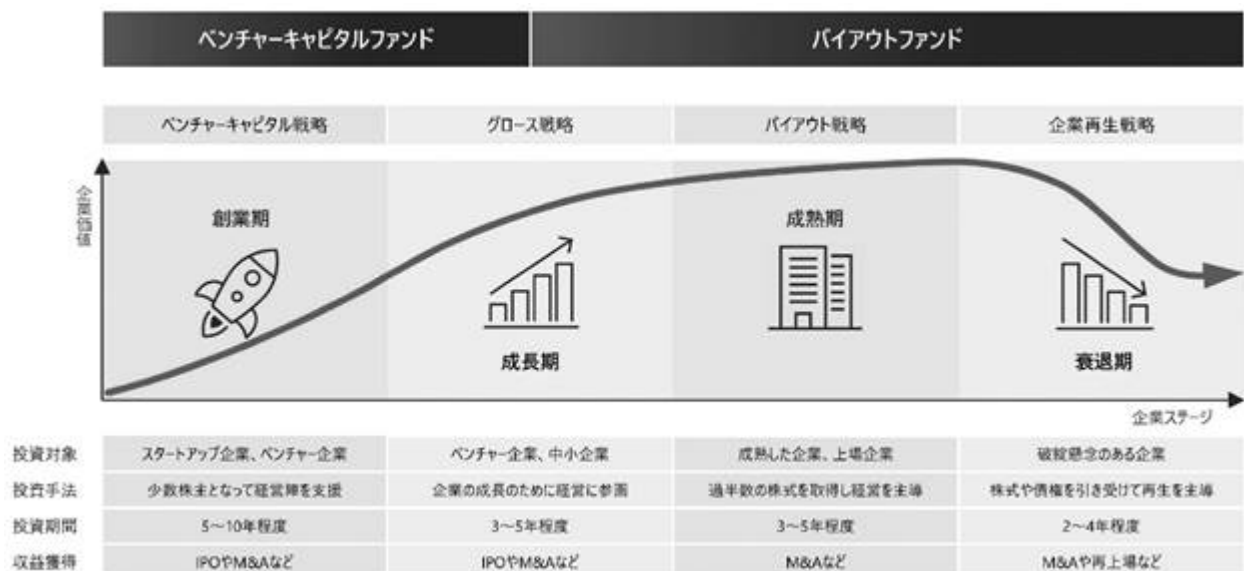 ベンチャーキャピタルファンド
バイアウトファンド
ベンチャーキャピタル戦略
グロース戦略
バイアウト戦略
企業再生戦略
企業価値
創業期
成長期
成熟期
衰退期
企業ステージ
投資対象
スタートアップ企業、ベンチャー企業
ベンチャー企業、中小企業
成熟した企業、上場企業
破綻懸念のある企業
投資手法
少数株主となって経営陣を支援
企業の成長のために経営に参画
過半数の株式を取得し経営を主導
株式や債権を引き受けて再生を主導
投資期間
5~10年程度
3~5年程度
3~5年程度
2~4年程度
収益獲得
IPOやM&Aなど
IPOやM&Aなど
M&Aなど
M&Aや再上場など